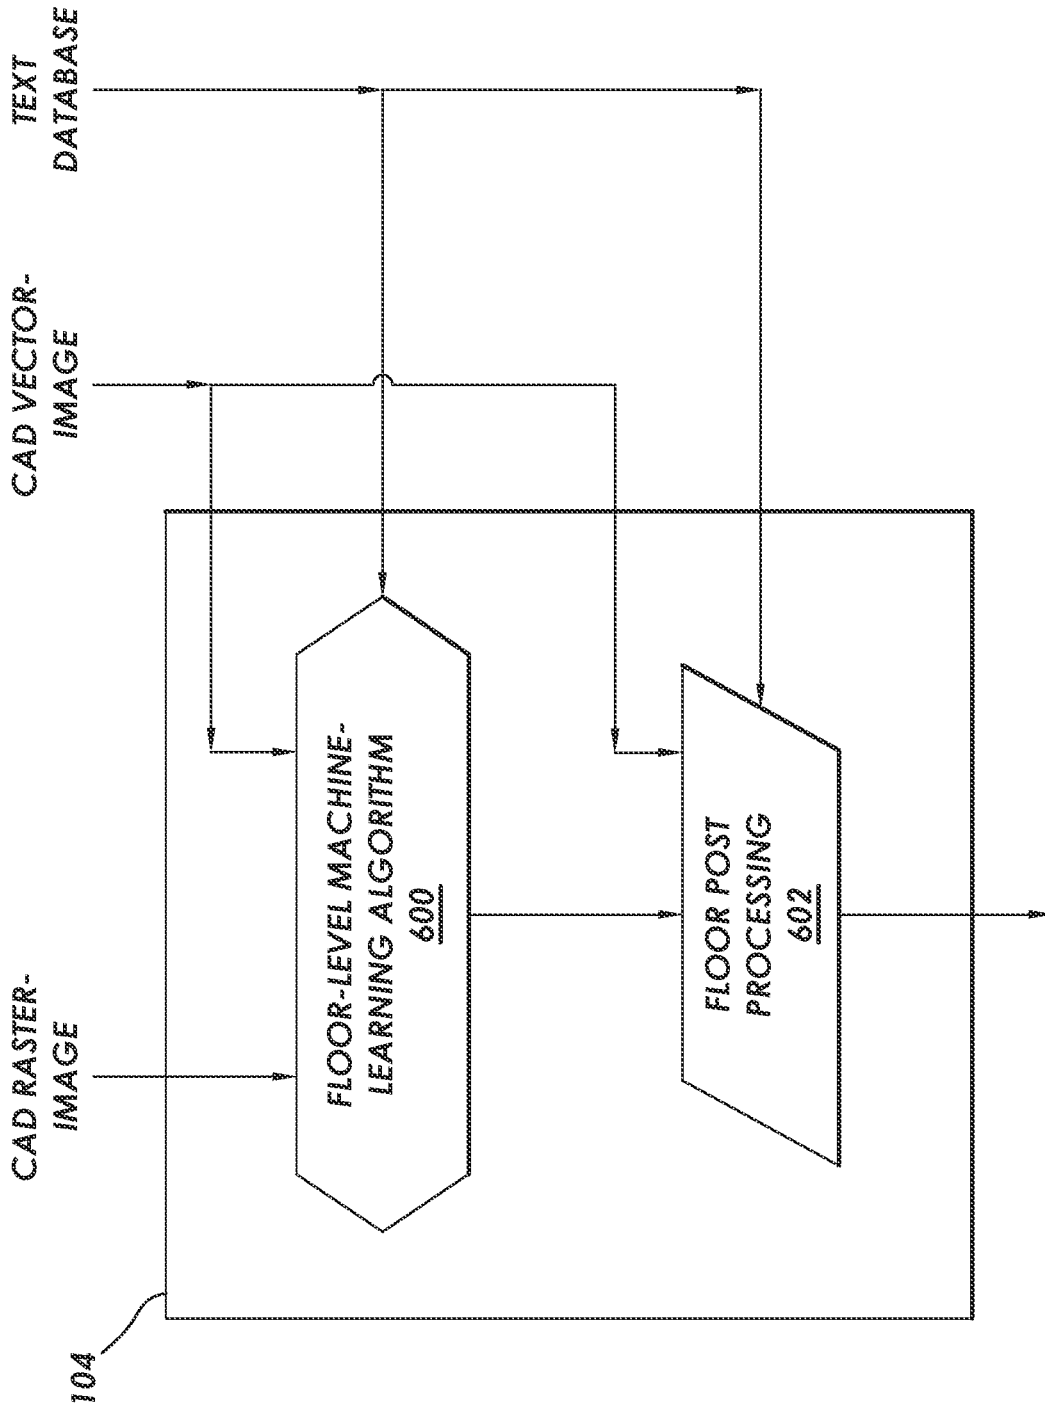 104
CAD RASTER-
IMAGE
CAD VECTOR-
IMAGE
TEXT
DATABASE
FLOOR-LEVEL MACHINE-
LEARNING ALGORITHM
600
FLOOR POST
PROCESSING
602